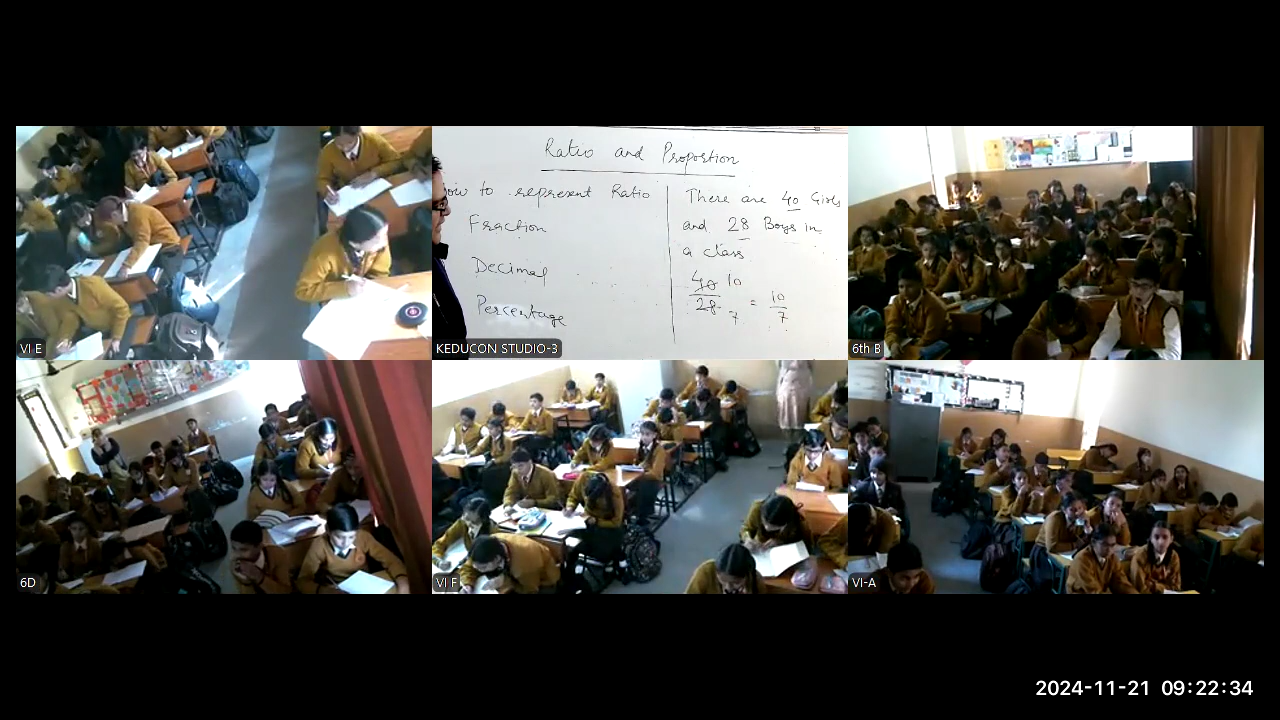 Ratio and Proportion
to represent Ratio
Fraction
Decimal
Percentage
There are 40 Girls
and 28 Boys in
a class
40 10
28 7
= 10
7
VI E
KEDUCON STUDIO-3
6th B
6D
VI F
VI-A
2024-11-21 09:22:34